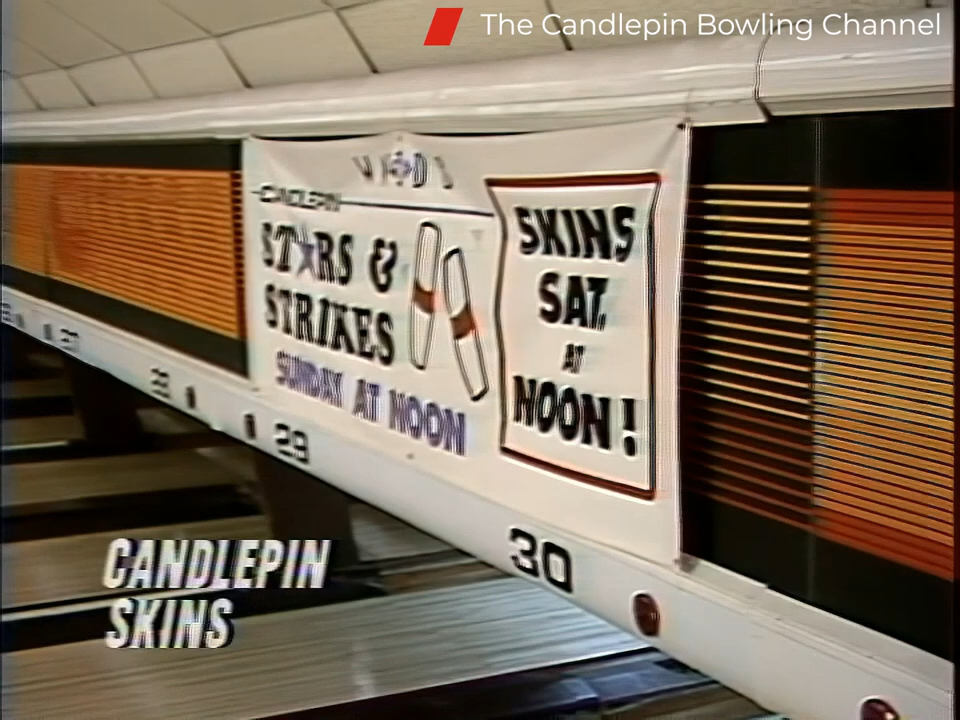 The Candlepin Bowling Channel
CANDLEPIN
STARS &
STRIKES
SUNDAY AT NOON
SKINS
SAT.
AT
NOON!
29
30
CANDLEPIN
SKINS